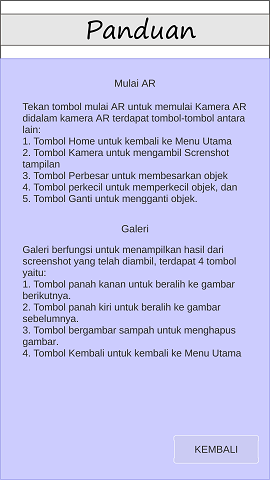 Panduan
Mulai AR
Tekan tombol mulai AR untuk memulai Kamera AR
didalam kamera AR terdapat tombol-tombol antara
lain:
1. Tombol Home untuk kembali ke Menu Utama
2. Tombol Kamera untuk mengambil Screnshot
tampilan
3. Tombol Perbesar untuk membesarkan objek
4. Tombol perkecil untuk memperkecil objek, dan
5. Tombol Ganti untuk mengganti objek.
Galeri
Galeri berfungsi untuk menampilkan hasil dari
screenshot yang telah diambil, terdapat 4 tombol
yaitu:
1. Tombol panah kanan untuk beralih ke gambar
berikutnya.
2. Tombol panah kiri untuk beralih ke gambar
sebelumnya.
3. Tombol bergambar sampah untuk menghapus
gambar.
4. Tombol Kembali untuk kembali ke Menu Utama
KEMBALI